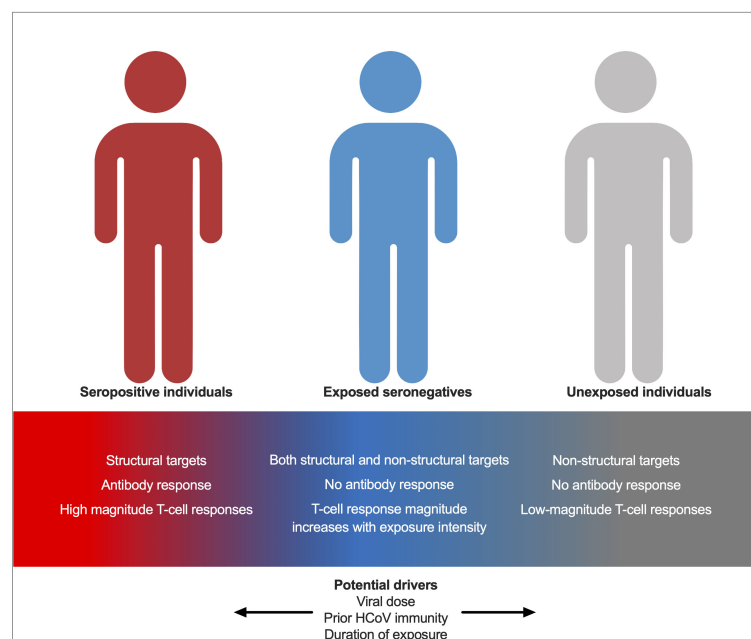 Seropositive individuals
Exposed seronegatives
Unexposed individuals
Structural targets
Antibody response
High magnitude T-cell responses
Both structural and non-structural targets
No antibody response
T-cell response magnitude
increases with exposure intensity
Non-structural targets
No antibody response
Low-magnitude T-cell responses
Potential drivers
Viral dose
Prior HCoV immunity
Duration of exposure